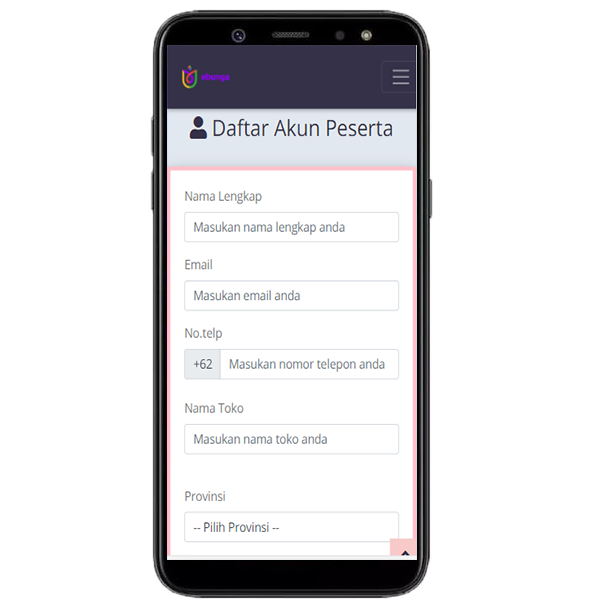 ebunga
Daftar Akun Peserta
Nama Lengkap
Masukan nama lengkap anda
Email
Masukan email anda
No.telp
+62 Masukan nomor telepon anda
Nama Toko
Masukan nama toko anda
Provinsi
-- Pilih Provinsi --